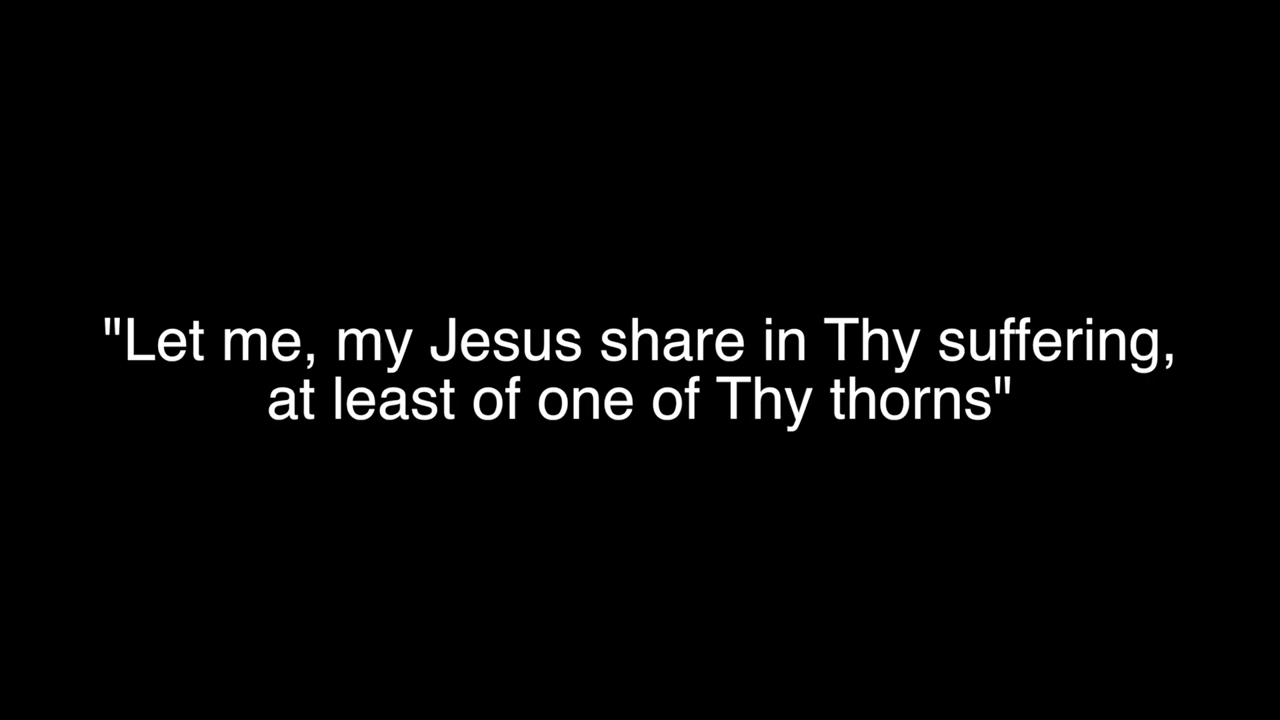 "Let me, my Jesus share in Thy suffering,
at least of one of Thy thorns"